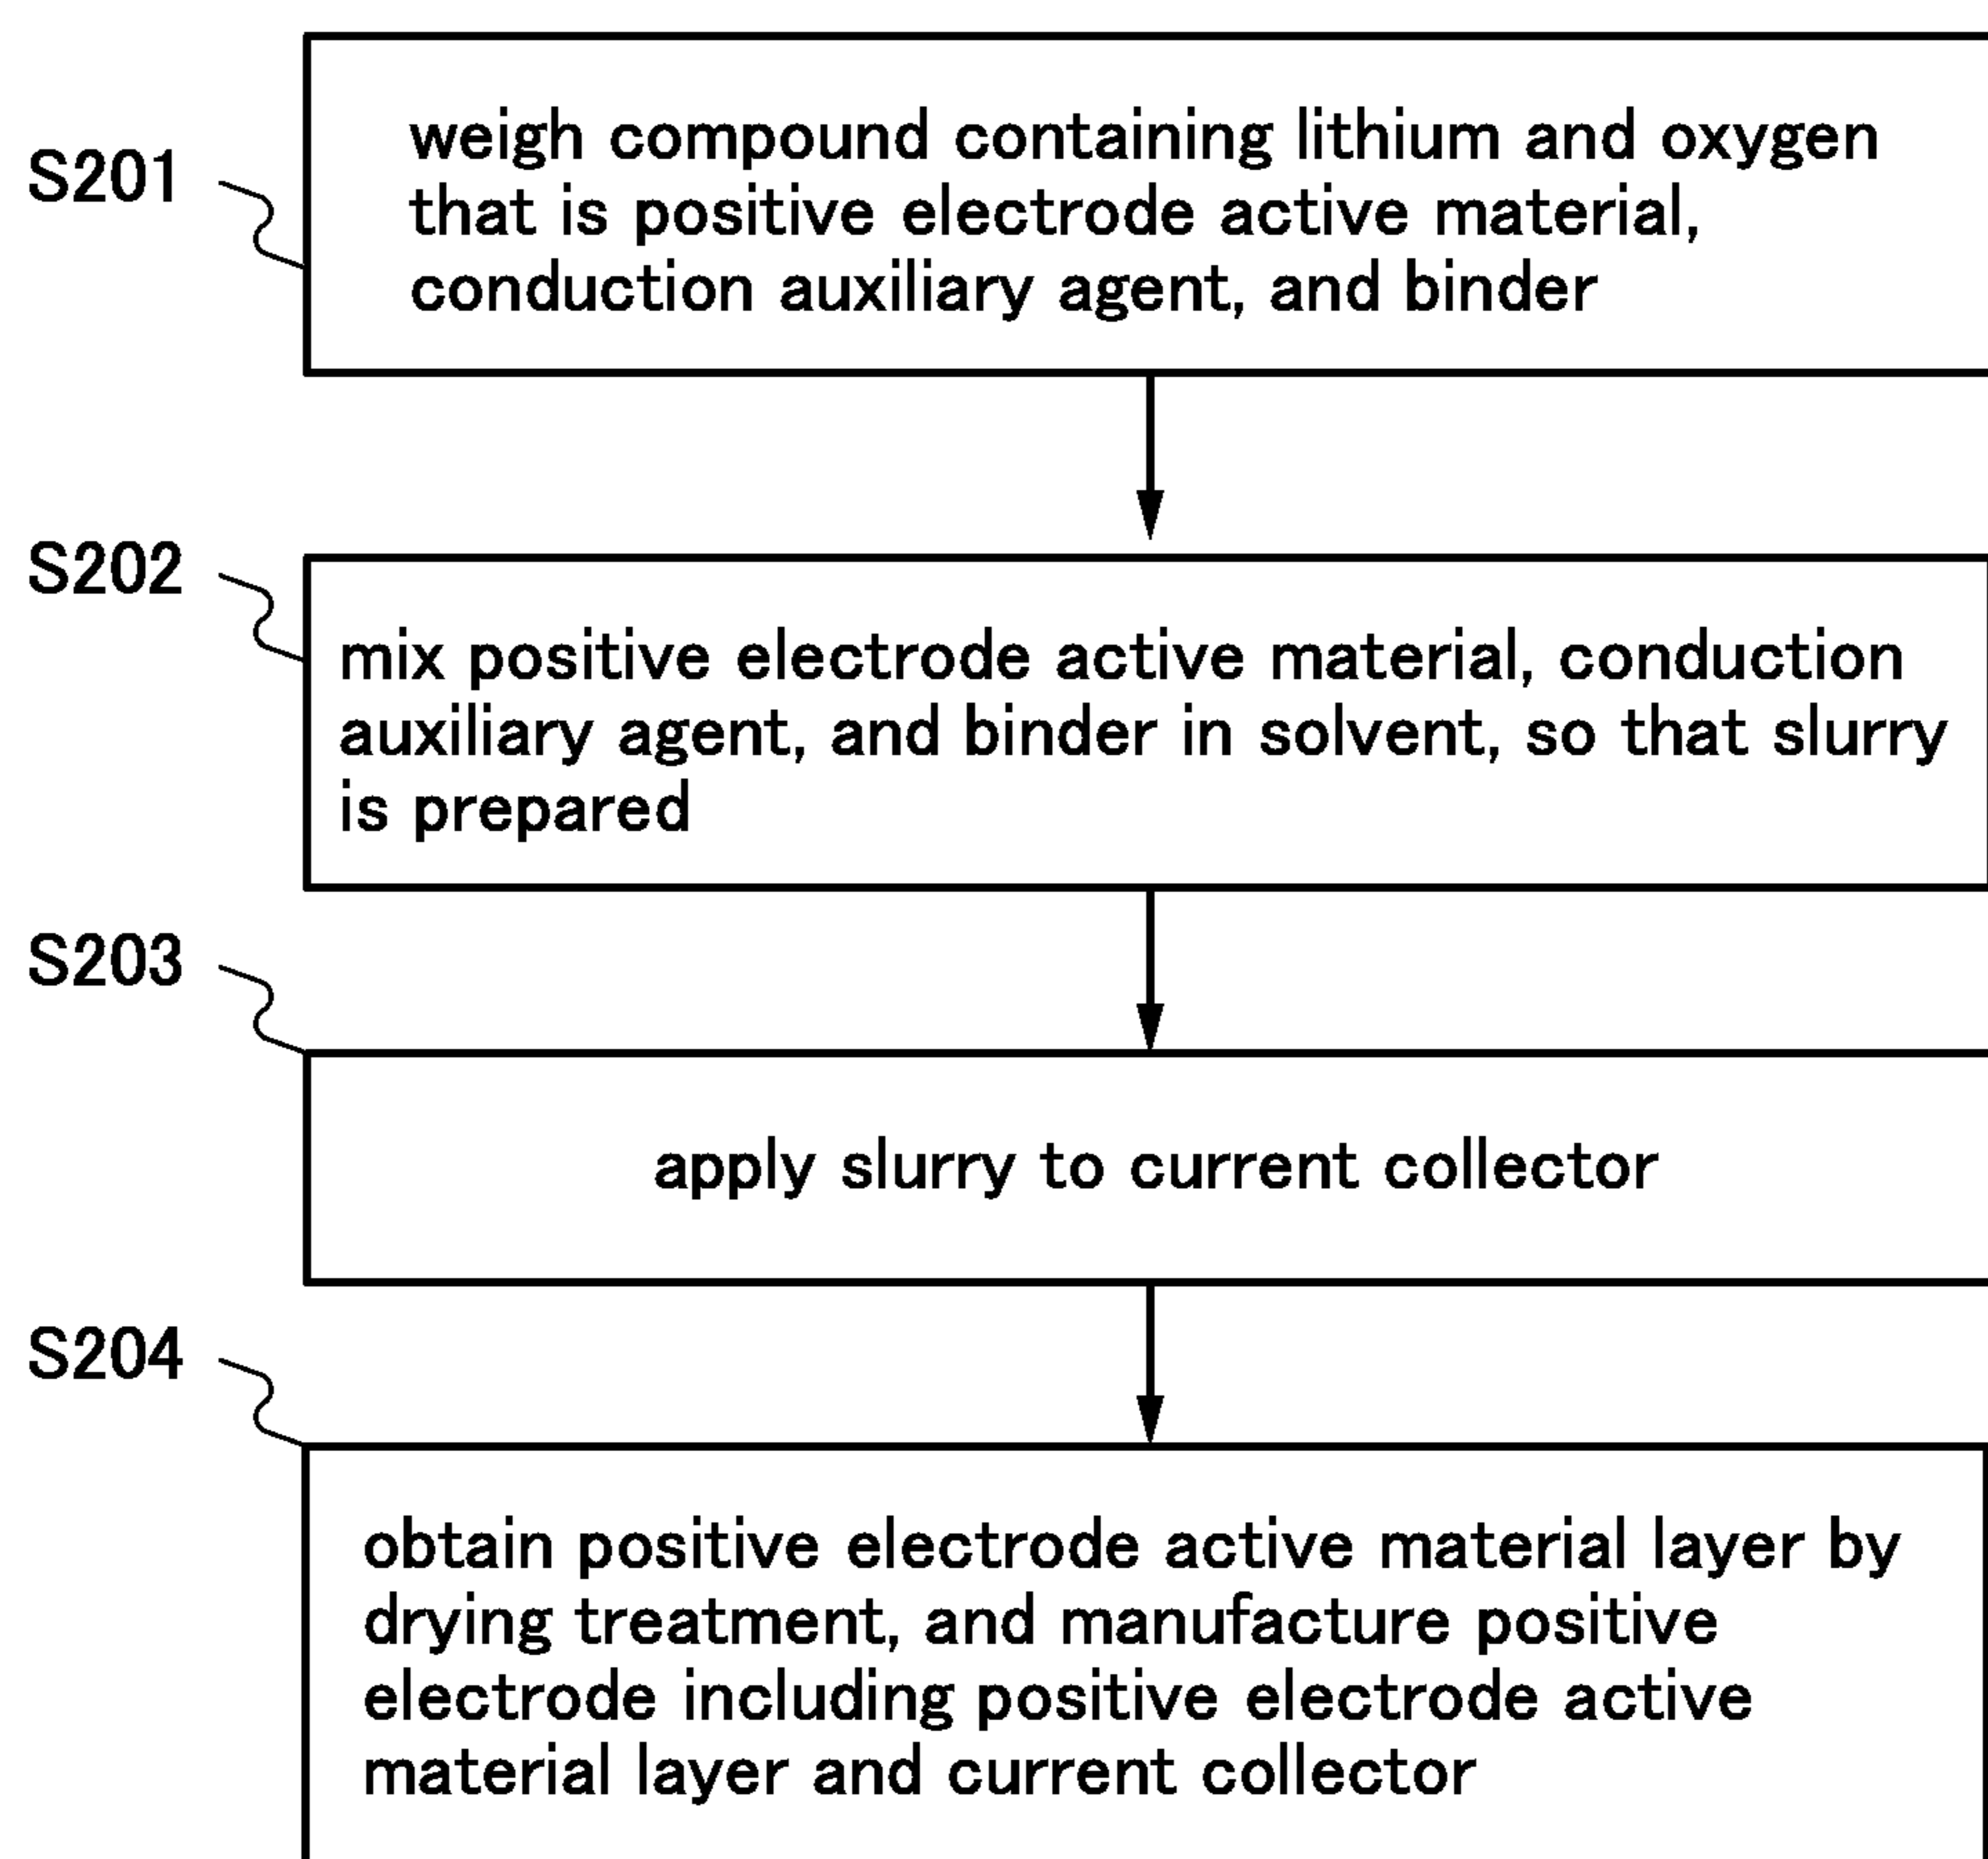 S201
weigh compound containing lithium and oxygen
that is positive electrode active material,
conduction auxiliary agent, and binder
S202
mix positive electrode active material, conduction
auxiliary agent, and binder in solvent, so that slurry
is prepared
S203
apply slurry to current collector
S204
obtain positive electrode active material layer by
drying treatment, and manufacture positive
electrode including positive electrode active
material layer and current collector